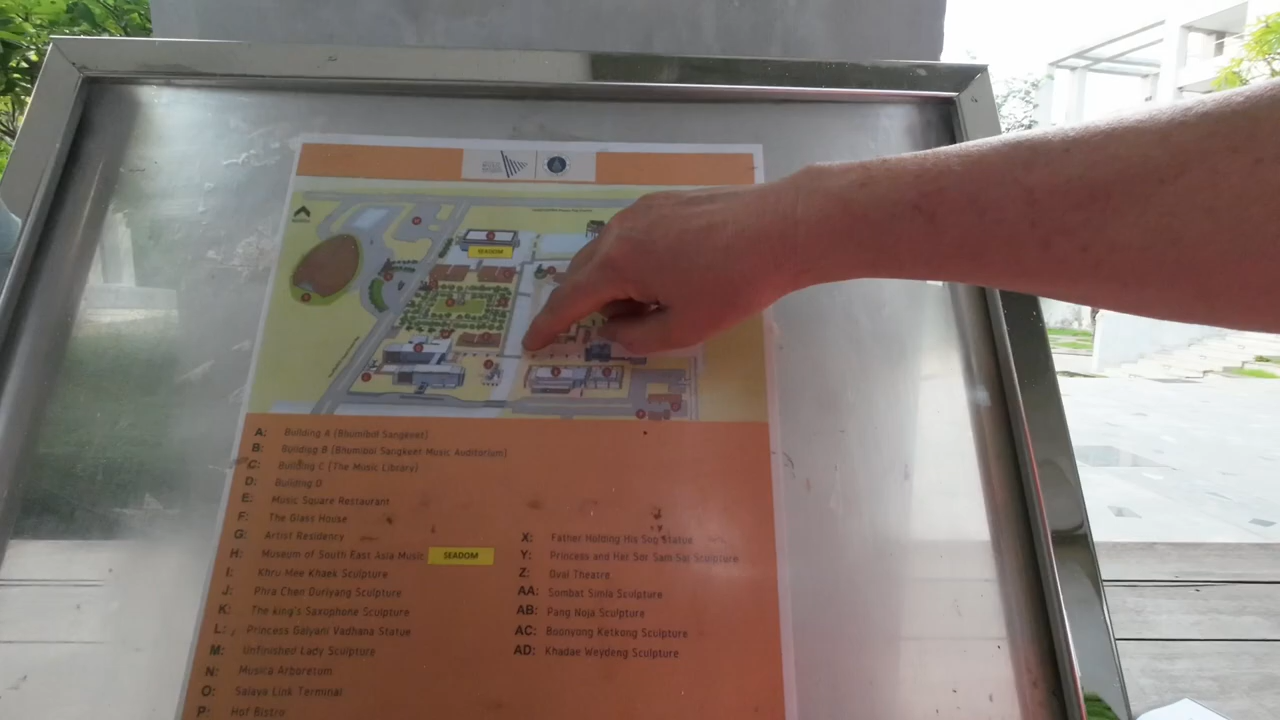 SEADOM
A: Building A (Bhumibol Sangkeet)
B: Building B (Bhumibol Sangkeet Music Auditorium)
C: Building C (The Music Library)
D: Building D
E: Music Square Restaurant
F: The Glass House
G: Artist Residency
H: Museum of South East Asia Music SEADOM
I: Khru Mee Khaek Sculpture
J: Phra Chen Duriyang Sculpture
K: The king's Saxophone Sculpture
L: Princess Galyani Vadhana Statue
M: Unfinished Lady Sculpture
N: Musica Arboretum
O: Salaya Link Terminal
P: Hof Bistro
X: Father Holding His Son Statue
Y: Princess and Her Sor Sam Sai Sculpture
Z: Oval Theatre
AA: Sombat Simla Sculpture
AB: Pang Noja Sculpture
AC: Boonyong Ketkong Sculpture
AD: Khadae Weydeng Sculpture